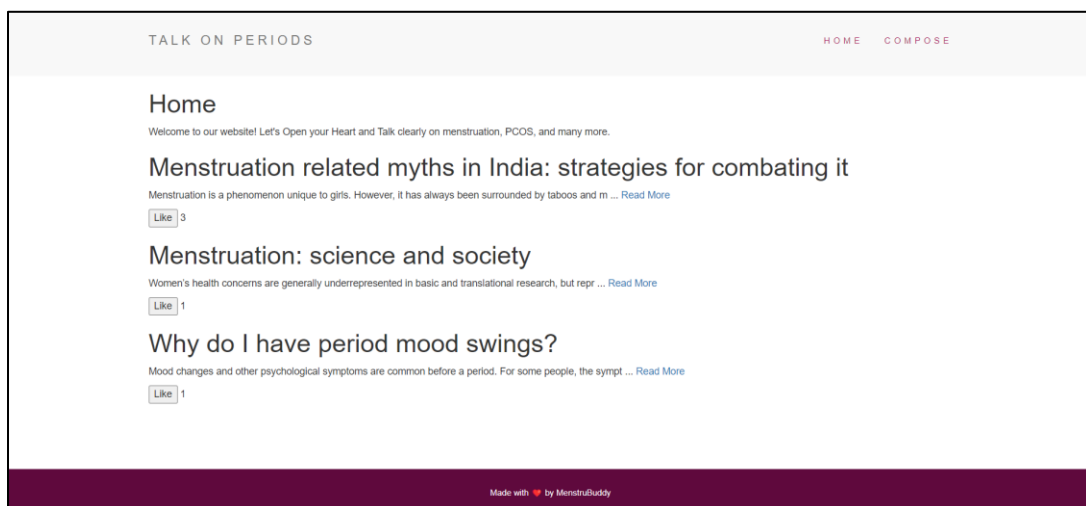 TALK ON PERIODS HOME COMPOSE
Home
Welcome to our website! Let's Open your Heart and Talk clearly on menstruation, PCOS, and many more.
Menstruation related myths in India: strategies for combating it
Menstruation is a phenomenon unique to girls. However, it has always been surrounded by taboos and m ... Read More
Like 3
Menstruation: science and society
Women's health concerns are generally underrepresented in basic and translational research, but repr ... Read More
Like 1
Why do I have period mood swings?
Mood changes and other psychological symptoms are common before a period. For some people, the sympt ... Read More
Like 1
Made with ❤ by MenstruBuddy